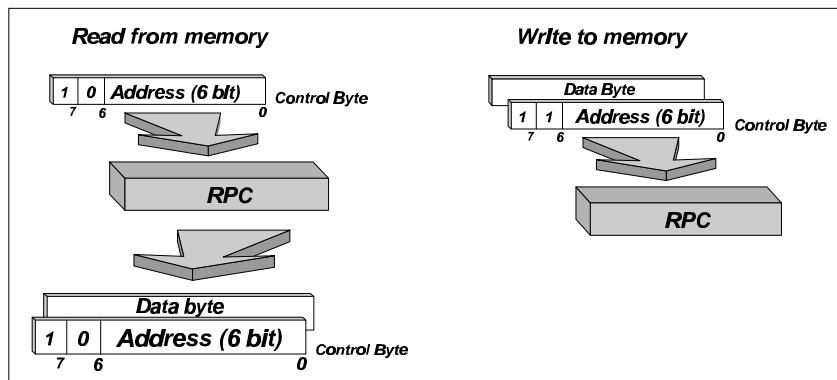 Read from memory
1 0 Address (6 bit) Control Byte
7 6 0
RPC
Data byte
1 0 Address (6 bit) Control Byte
7 6 0
Write to memory
Data Byte
1 1 Address (6 bit) Control Byte
7 6 0
RPC